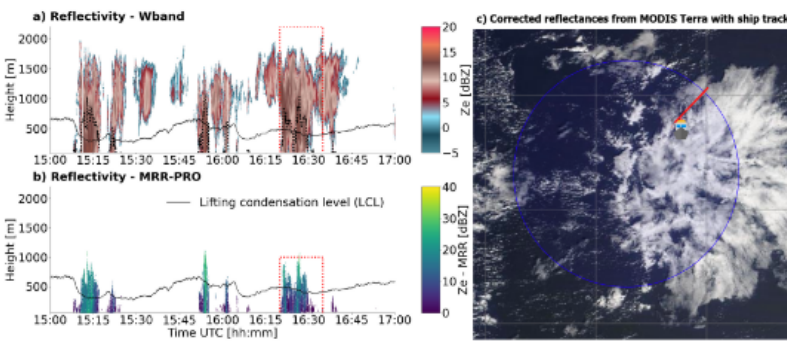 a) Reflectivity - Wband
Height [m]
2000
1500
1000
500
15:00 15:15 15:30 15:45 16:00 16:15 16:30 16:45 17:00
20
15
10
5
0
−5
Ze [dBZ]
b) Reflectivity - MRR-PRO
Height [m]
2000
1500
1000
500
Lifting condensation level (LCL)
15:00 15:15 15:30 15:45 16:00 16:15 16:30 16:45 17:00
Time UTC [hh:mm]
40
30
20
10
0
Ze - MRR [dBZ]
c) Corrected reflectances from MODIS Terra with ship track